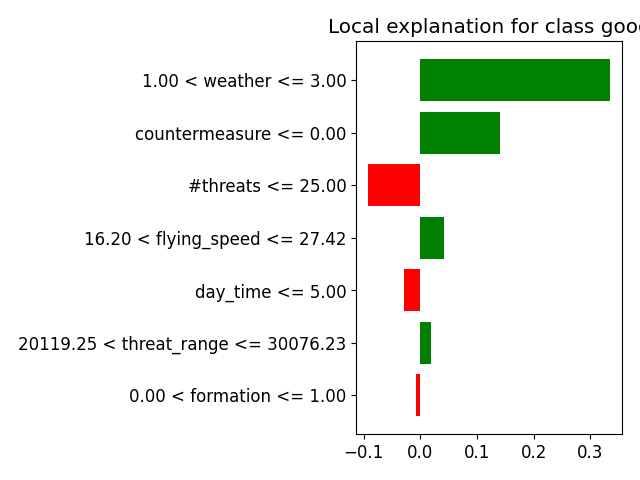 Local explanation for class goo
1.00 < weather <= 3.00
countermeasure <= 0.00
#threats <= 25.00
16.20 < flying_speed <= 27.42
day_time <= 5.00
20119.25 < threat_range <= 30076.23
0.00 < formation <= 1.00
−0.1 0.0 0.1 0.2 0.3